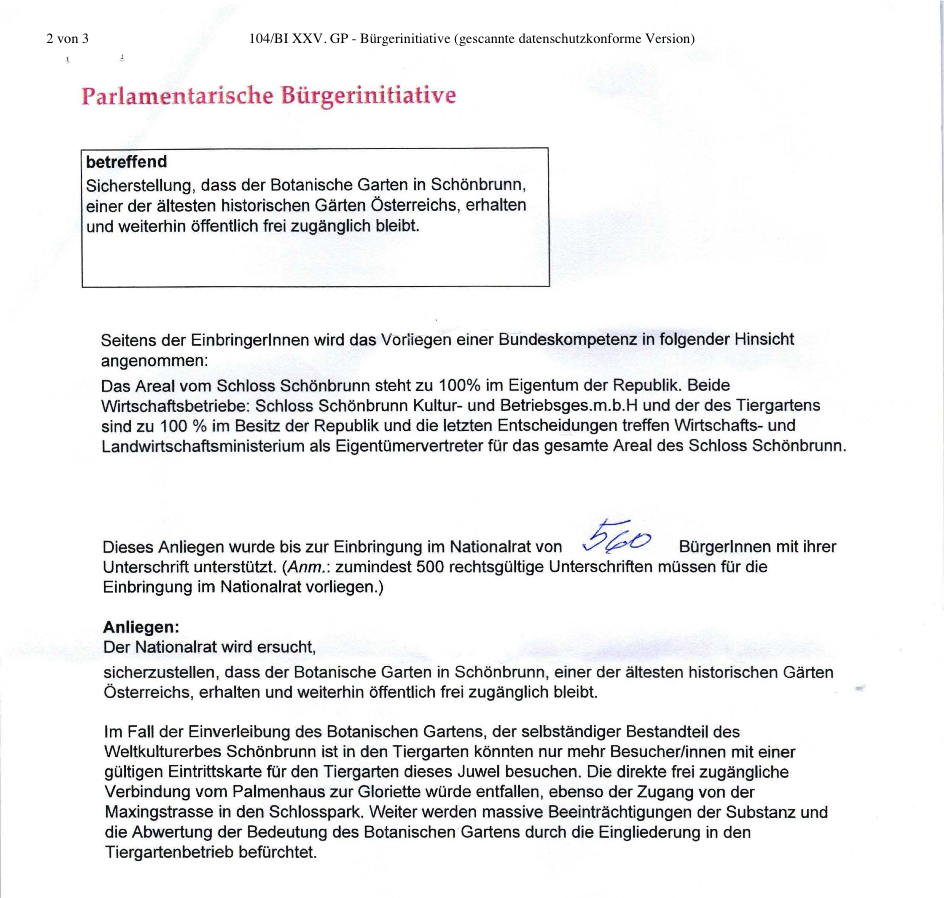 2 von 3 104/BI XXV. GP - Bürgerinitiative (gescannte datenschutzkonforme Version)
Parlamentarische Bürgerinitiative
betreffend
Sicherstellung, dass der Botanische Garten in Schönbrunn,
einer der ältesten historischen Gärten Österreichs, erhalten
und weiterhin öffentlich frei zugänglich bleibt.
Seitens der EinbringerInnen wird das Vorliegen einer Bundeskompetenz in folgender Hinsicht
angenommen:
Das Areal vom Schloss Schönbrunn steht zu 100% im Eigentum der Republik. Beide
Wirtschaftsbetriebe: Schloss Schönbrunn Kultur- und Betriebsges.m.b.H und der des Tiergartens
sind zu 100 % im Besitz der Republik und die letzten Entscheidungen treffen Wirtschafts- und
Landwirtschaftsministerium als Eigentümervertreter für das gesamte Areal des Schloss Schönbrunn.
Dieses Anliegen wurde bis zur Einbringung im Nationalrat von 560 BürgerInnen mit ihrer
Unterschrift unterstützt. (Anm.: zumindest 500 rechtsgültige Unterschriften müssen für die
Einbringung im Nationalrat vorliegen.)
Anliegen:
Der Nationalrat wird ersucht,
sicherzustellen, dass der Botanische Garten in Schönbrunn, einer der ältesten historischen Gärten
Österreichs, erhalten und weiterhin öffentlich frei zugänglich bleibt.
Im Fall der Einverleibung des Botanischen Gartens, der selbständiger Bestandteil des
Weltkulturerbes Schönbrunn ist in den Tiergarten könnten nur mehr Besucher/innen mit einer
gültigen Eintrittskarte für den Tiergarten dieses Juwel besuchen. Die direkte frei zugängliche
Verbindung vom Palmenhaus zur Gloriette würde entfallen, ebenso der Zugang von der
Maxingstrasse in den Schlosspark. Weiter werden massive Beeinträchtigungen der Substanz und
die Abwertung der Bedeutung des Botanischen Gartens durch die Eingliederung in den
Tiergartenbetrieb befürchtet.